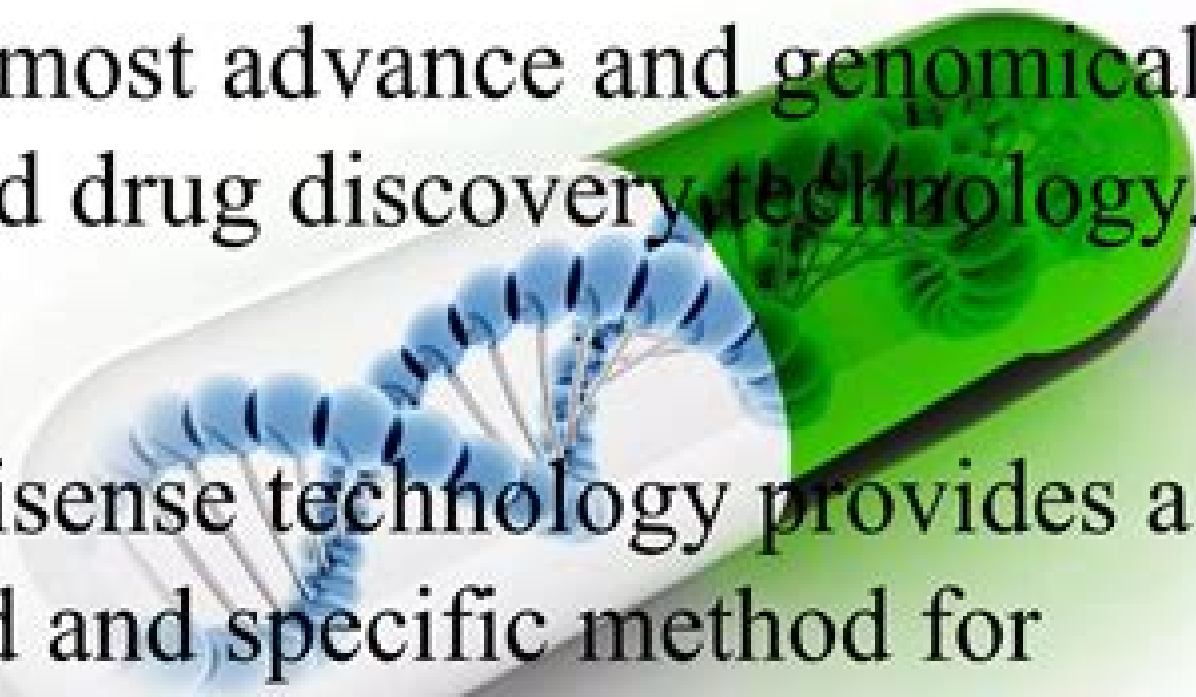 most advance and genomical
d drug discovery technology
isense technology provides a
d and specific method for